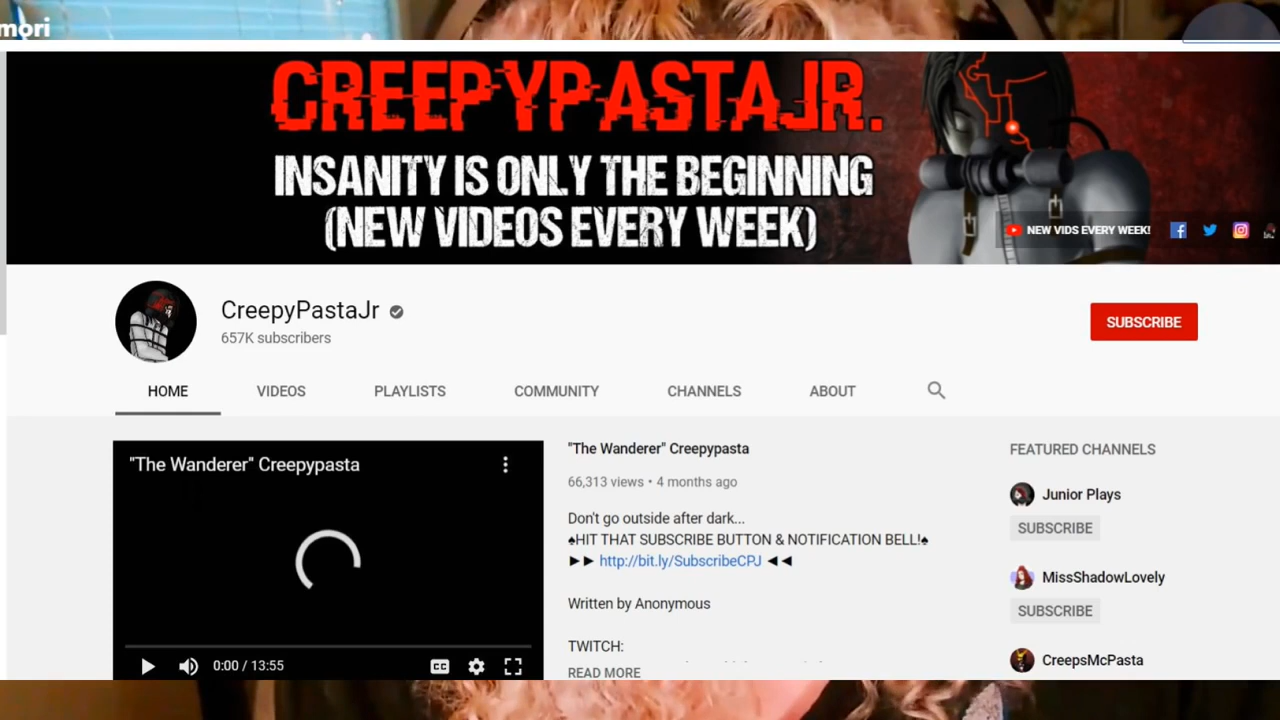 mori
CREEPYPASTAJR.
INSANITY IS ONLY THE BEGINNING
(NEW VIDEOS EVERY WEEK)
NEW VIDS EVERY WEEK!
CreepyPastaJr
657K subscribers
SUBSCRIBE
HOME VIDEOS PLAYLISTS COMMUNITY CHANNELS ABOUT
"The Wanderer" Creepypasta
0:00 / 13:55
CC
"The Wanderer" Creepypasta
66,313 views • 4 months ago
Don't go outside after dark...
♠HIT THAT SUBSCRIBE BUTTON & NOTIFICATION BELL!♠
►► http://bit.ly/SubscribeCPJ ◄◄
Written by Anonymous
TWITCH:
READ MORE
FEATURED CHANNELS
Junior Plays
SUBSCRIBE
MissShadowLovely
SUBSCRIBE
CreepsMcPasta